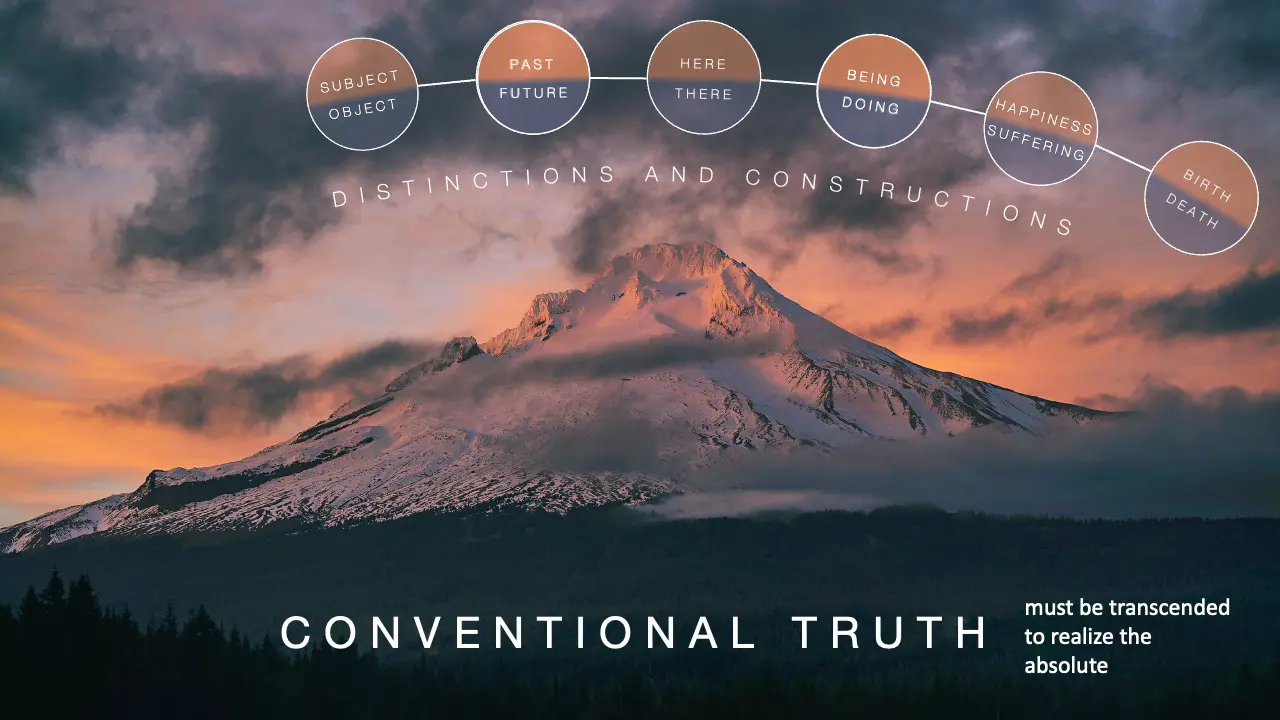 SUBJECT
OBJECT
PAST
FUTURE
HERE
THERE
BEING
DOING
HAPPINESS
SUFFERING
BIRTH
DEATH
DISTINCTIONS AND CONSTRUCTIONS
CONVENTIONAL TRUTH
must be transcended
to realize the
absolute